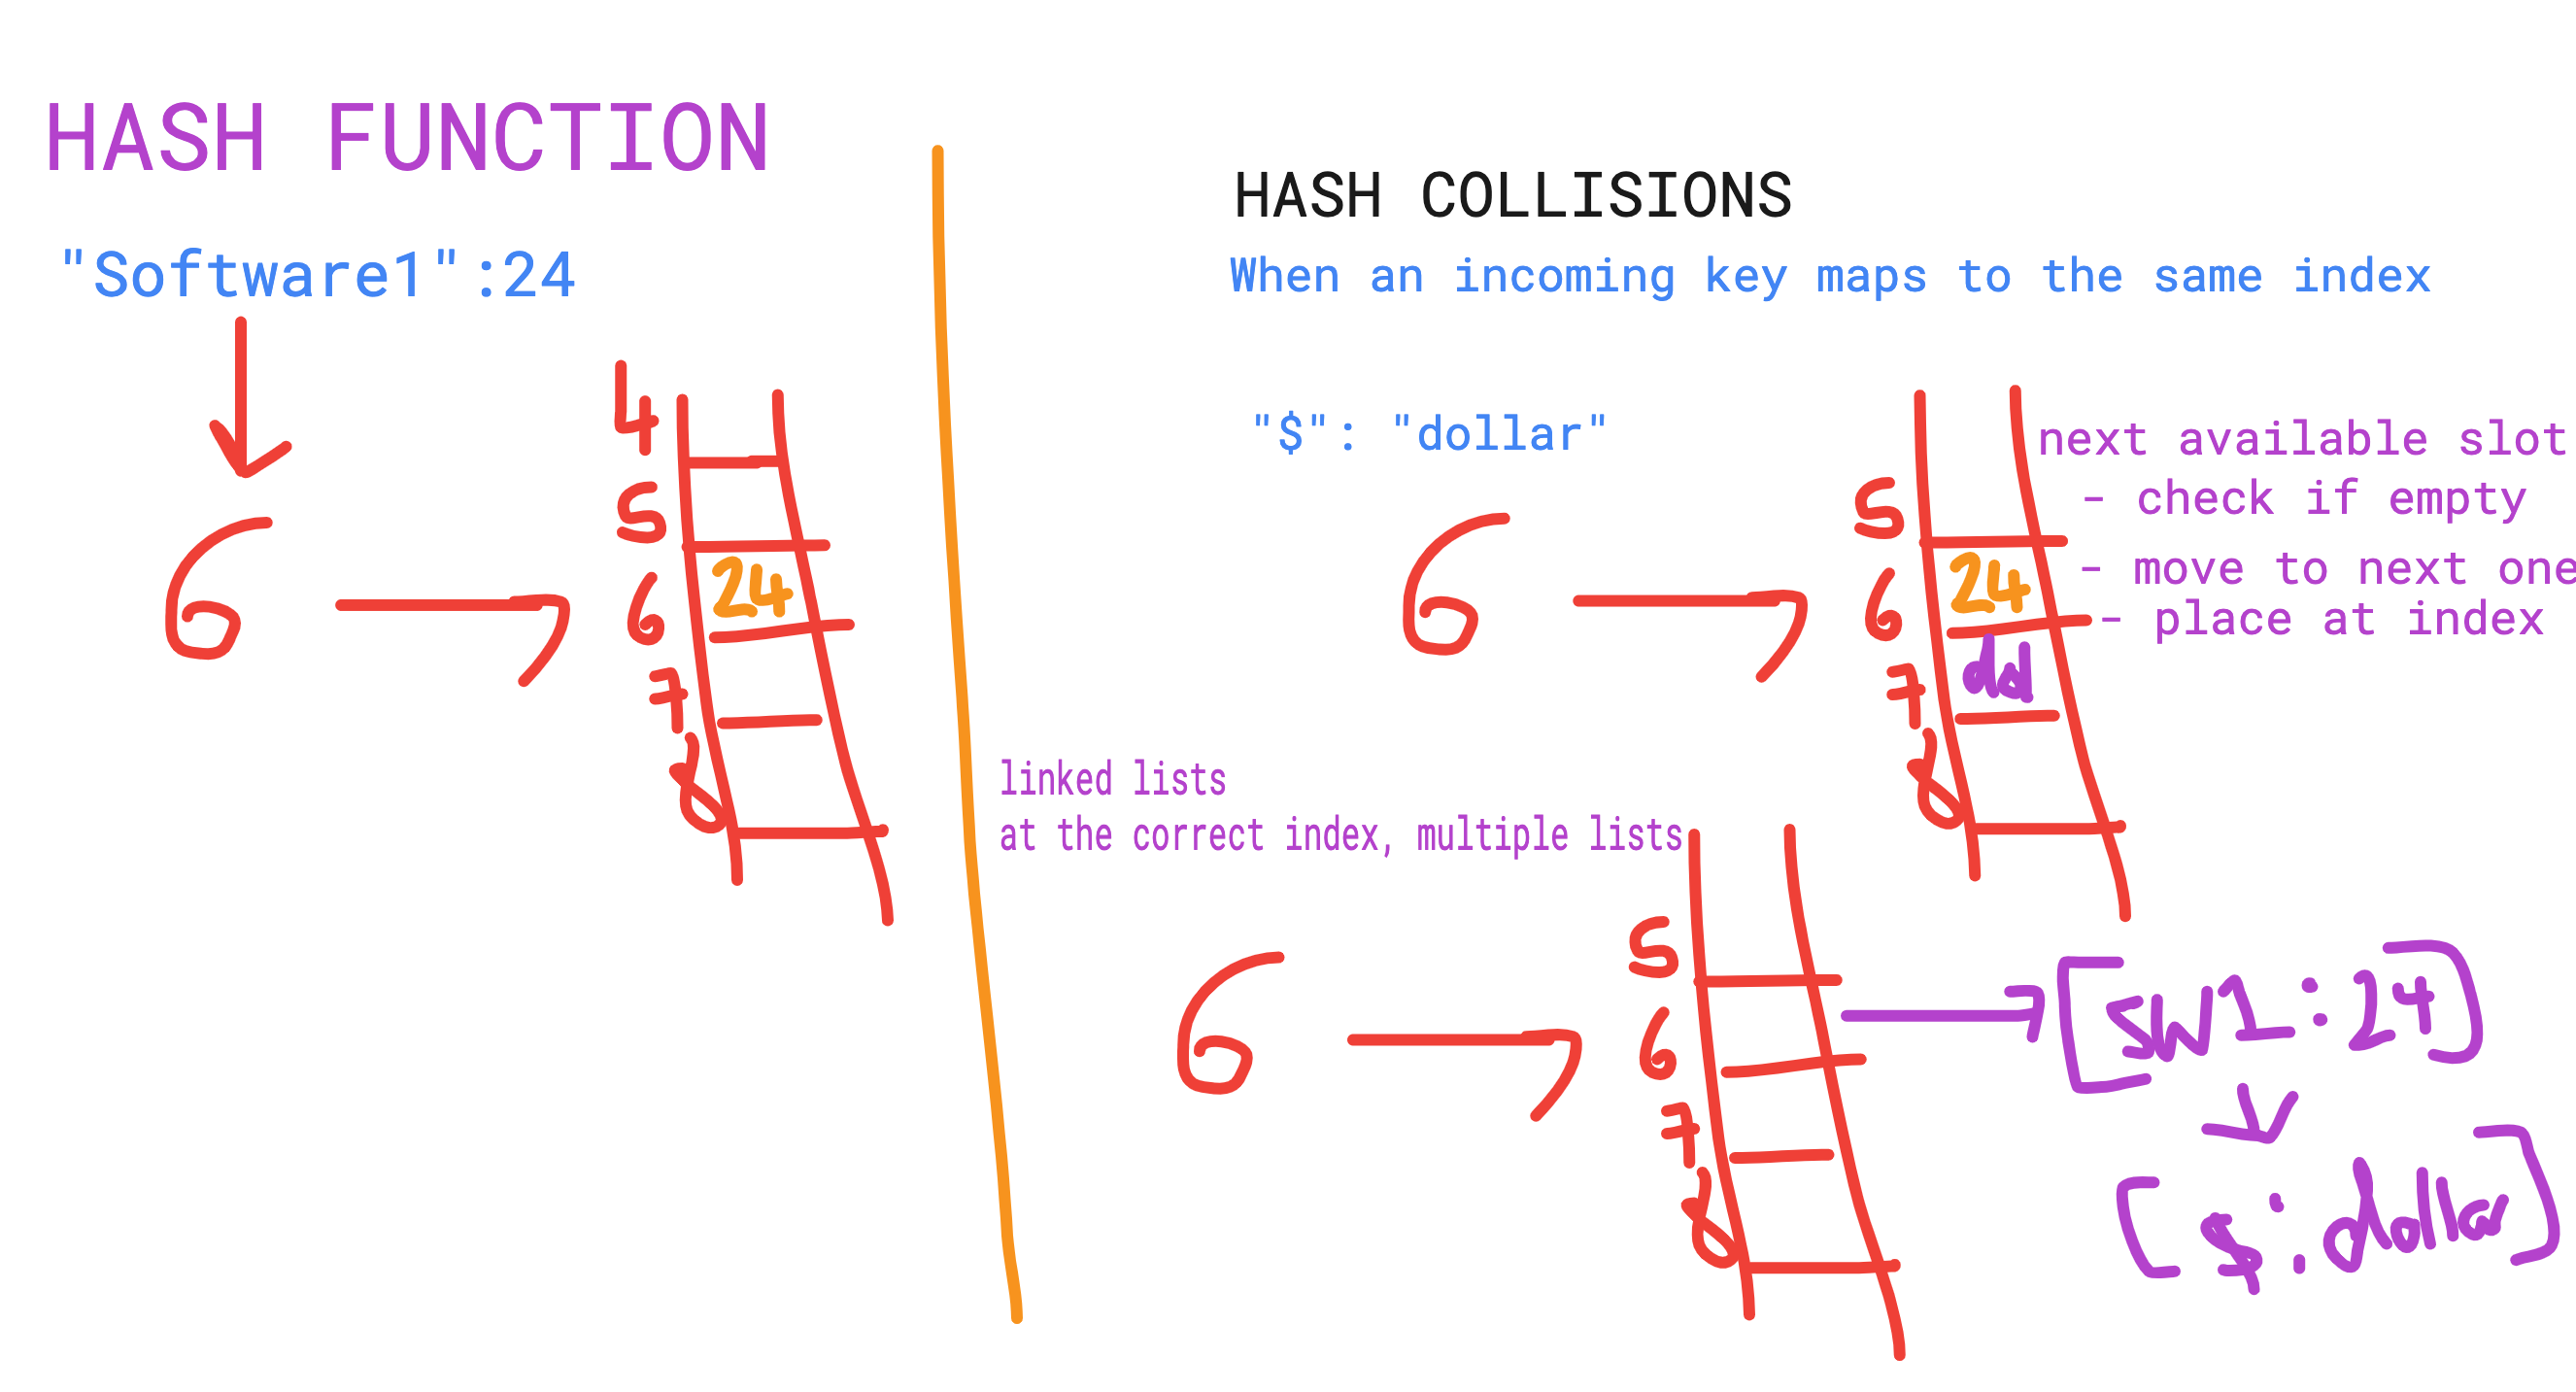 HASH FUNCTION
"Software1":24
6
4
5
24
6
7
8
HASH COLLISIONS
When an incoming key maps to the same index
"$": "dollar"
6
5
24
6
7
8
next available slot
- check if empty
- move to next one
- place at index
linked lists
at the correct index, multiple lists
6
5
6
7
8
[SW1:24]
[$:dollar]